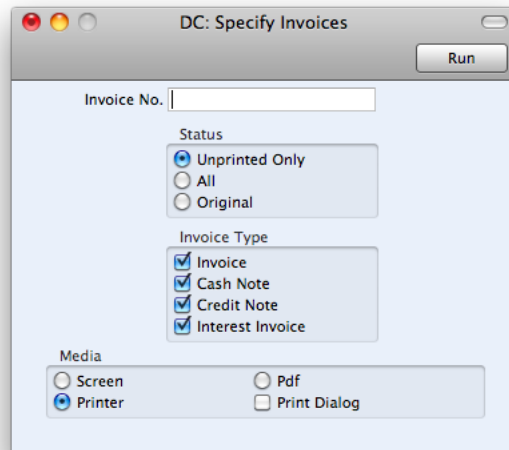 DC: Specify Invoices
Run
Invoice No.
Status
Unprinted Only
All
Original
Invoice Type
Invoice
Cash Note
Credit Note
Interest Invoice
Media
Screen Pdf
Printer Print Dialog